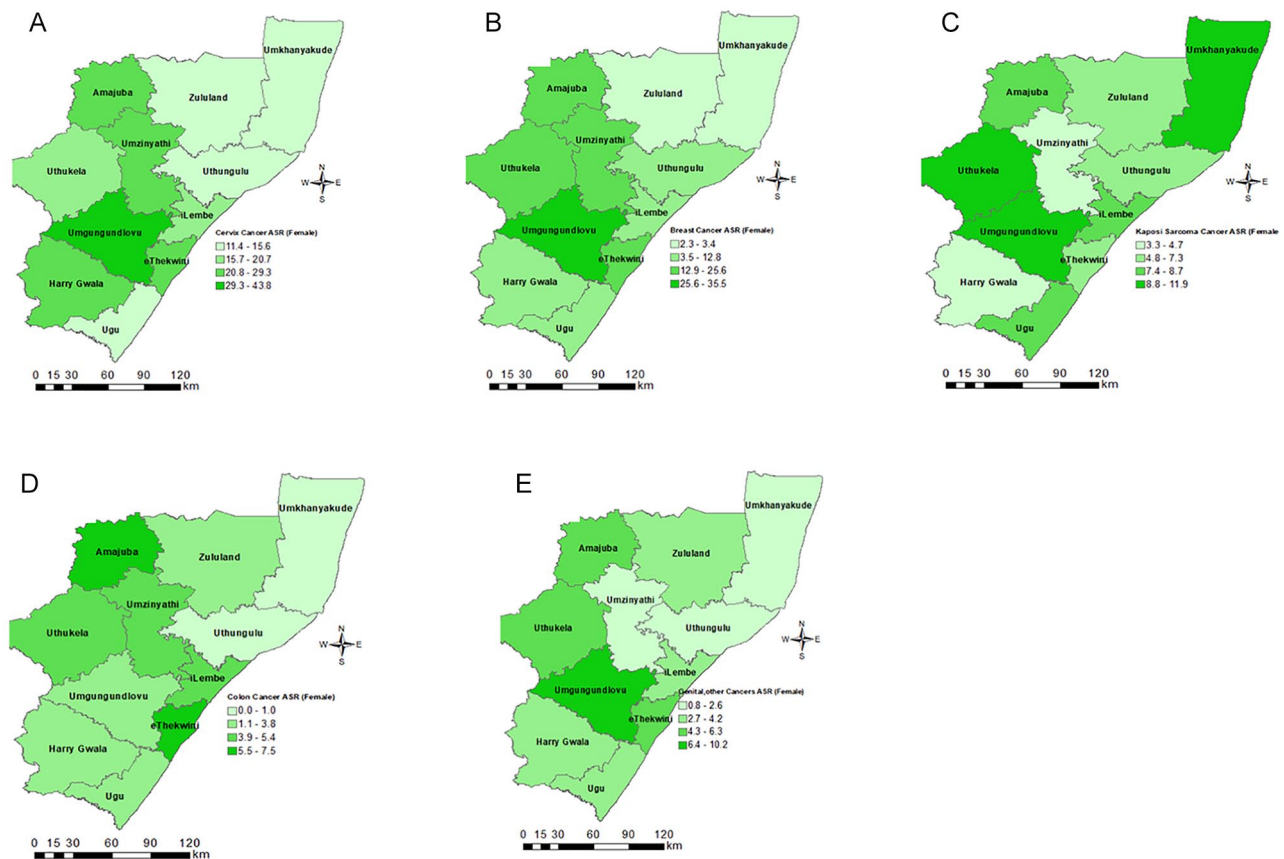 A
Umkhanyakude
Amajuba
Zululand
Umzinyathi
Uthukela
Uthungulu
iLembe
Umgungundlovu
eThekwini
Harry Gwala
Ugu
N
W E
S
Cervix Cancer ASR (Female)
11.4 - 15.6
15.7 - 20.7
20.8 - 29.3
29.3 - 43.8
0 15 30 60 90 120
km
B
Umkhanyakude
Amajuba
Zululand
Umzinyathi
Uthukela
Uthungulu
iLembe
Umgungundlovu
eThekwini
Harry Gwala
Ugu
N
W E
S
Breast Cancer ASR (Female)
2.3 - 3.4
3.5 - 12.8
12.9 - 25.6
25.6 - 35.5
0 15 30 60 90 120
km
C
Umkhanyakude
Amajuba
Zululand
Umzinyathi
Uthukela
Uthungulu
iLembe
Umgungundlovu
eThekwini
Harry Gwala
Ugu
N
W E
S
Kaposi Sarcoma Cancer ASR (Female
3.3 - 4.7
4.8 - 7.3
7.4 - 8.7
8.8 - 11.9
0 15 30 60 90 120
km
D
Umkhanyakude
Amajuba
Zululand
Umzinyathi
Uthukela
Uthungulu
iLembe
Umgungundlovu
eThekwini
Harry Gwala
Ugu
N
W E
S
Colon Cancer ASR (Female)
0.0 - 1.0
1.1 - 3.8
3.9 - 5.4
5.5 - 7.5
0 15 30 60 90 120
km
E
Umkhanyakude
Amajuba
Zululand
Umzinyathi
Uthukela
Uthungulu
iLembe
Umgungundlovu
eThekwini
Harry Gwala
Ugu
N
W E
S
Genital,other Cancers ASR (Female)
0.8 - 2.6
2.7 - 4.2
4.3 - 6.3
6.4 - 10.2
0 15 30 60 90 120
km